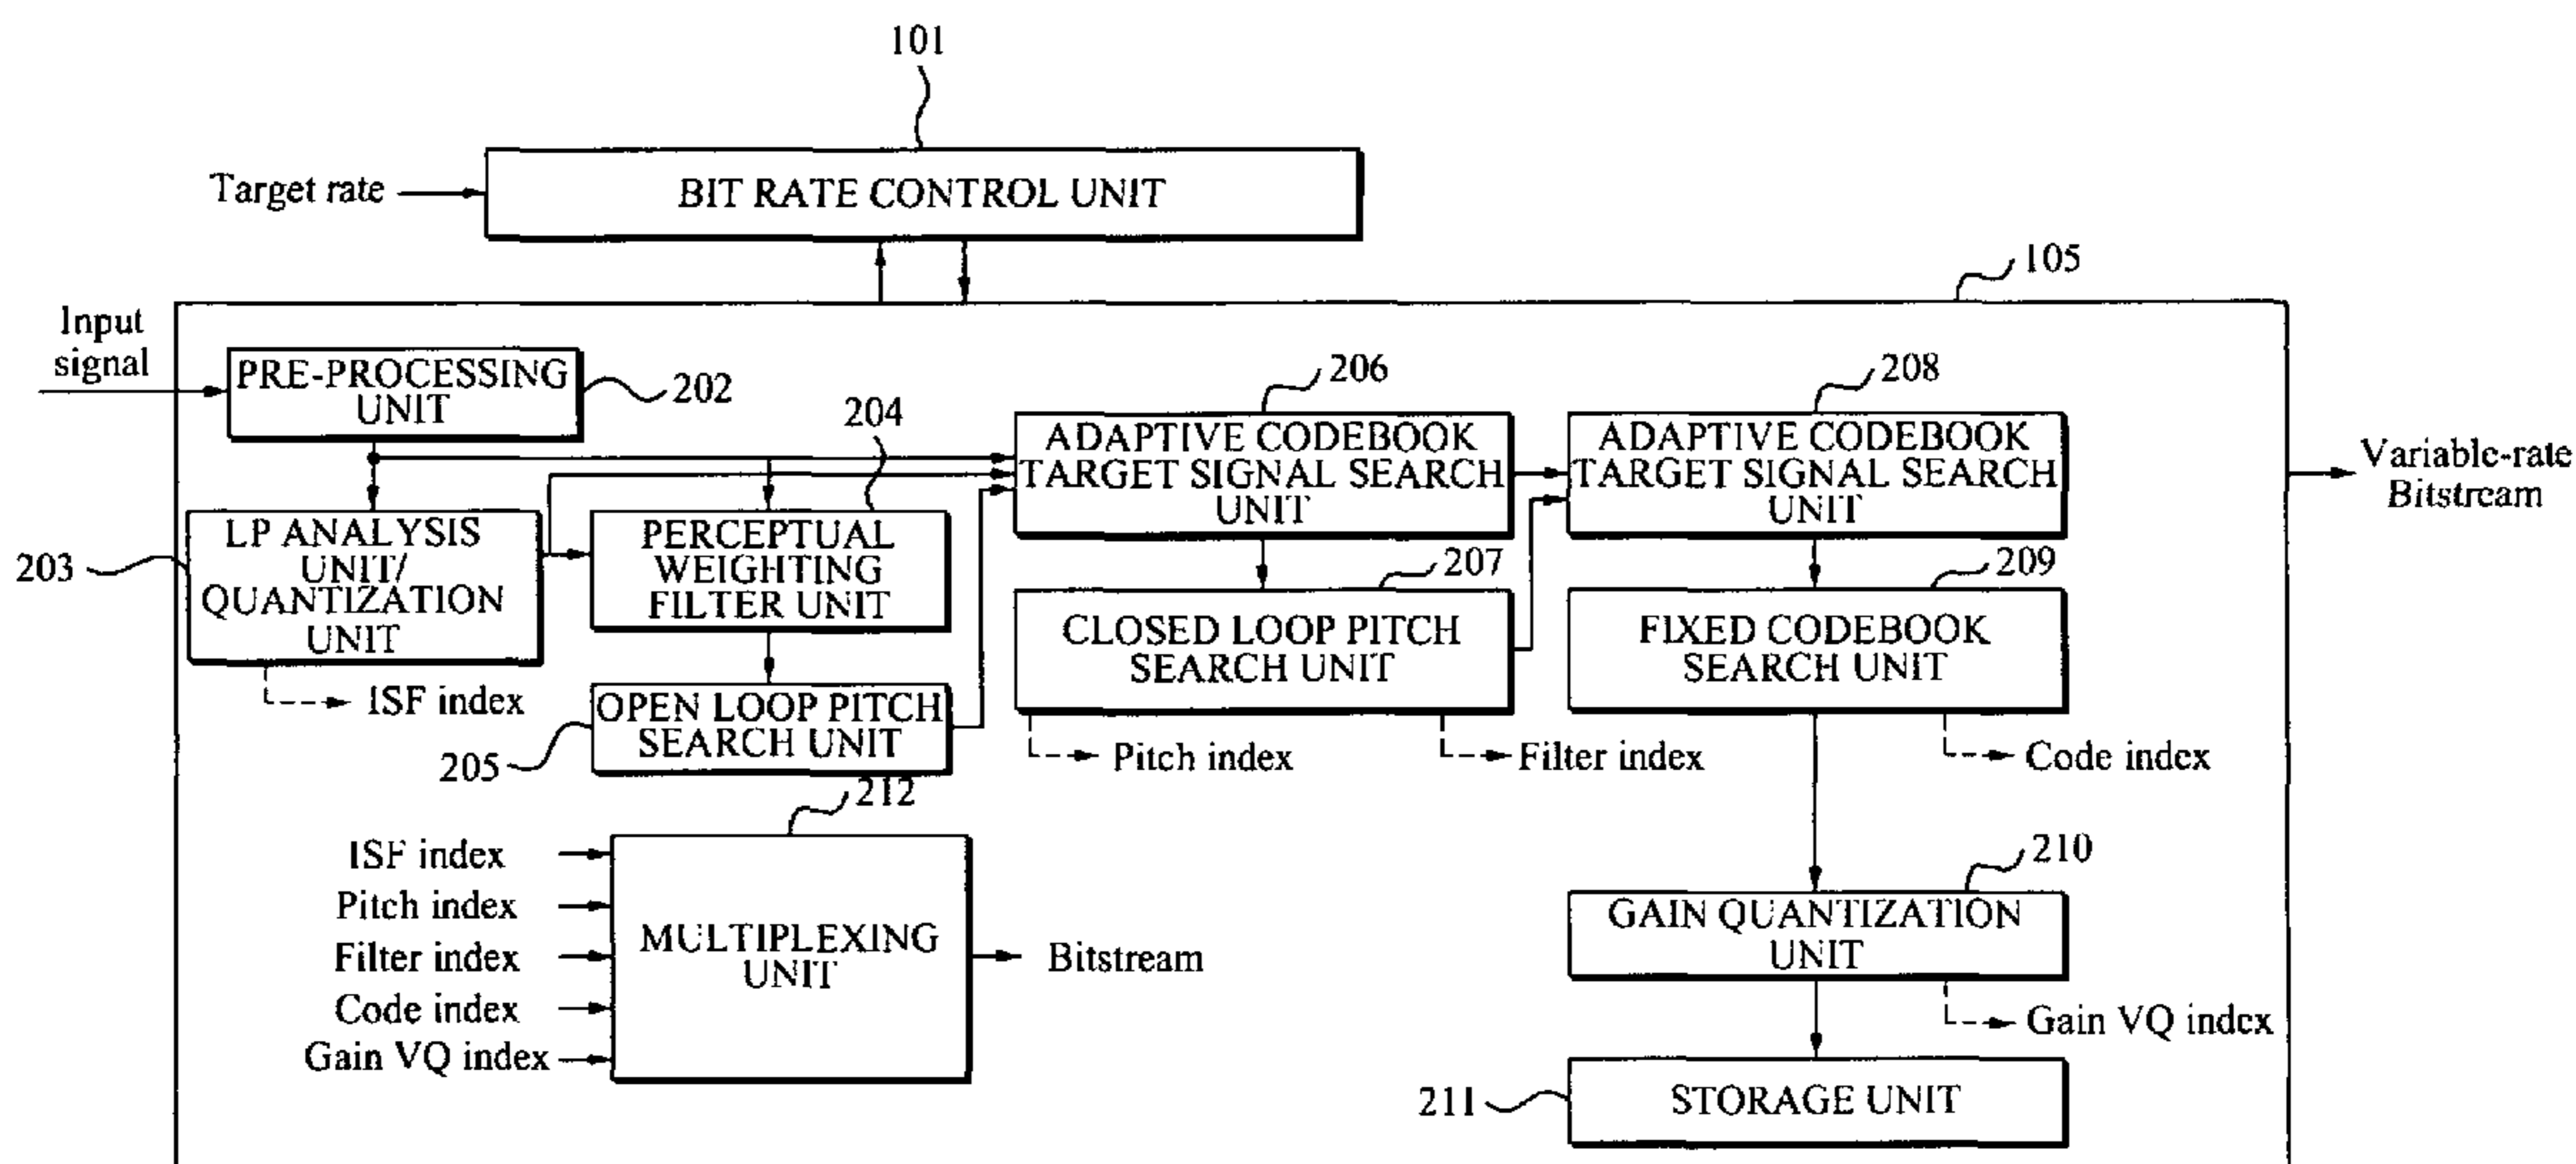 101
Target rate
BIT RATE CONTROL UNIT
105
Input
signal
PRE-PROCESSING
UNIT
202
206
208
204
ADAPTIVE CODEBOOK
TARGET SIGNAL SEARCH
UNIT
ADAPTIVE CODEBOOK
TARGET SIGNAL SEARCH
UNIT
Variable-rate
Bitstream
203
LP ANALYSIS
UNIT/
QUANTIZATION
UNIT
PERCEPTUAL
WEIGHTING
FILTER UNIT
207
209
CLOSED LOOP PITCH
SEARCH UNIT
FIXED CODEBOOK
SEARCH UNIT
ISF index
OPEN LOOP PITCH
SEARCH UNIT
205
Pitch index
Filter index
Code index
212
ISF index
Pitch index
Filter index
Code index
Gain VQ index
MULTIPLEXING
UNIT
Bitstream
210
GAIN QUANTIZATION
UNIT
Gain VQ index
211
STORAGE UNIT